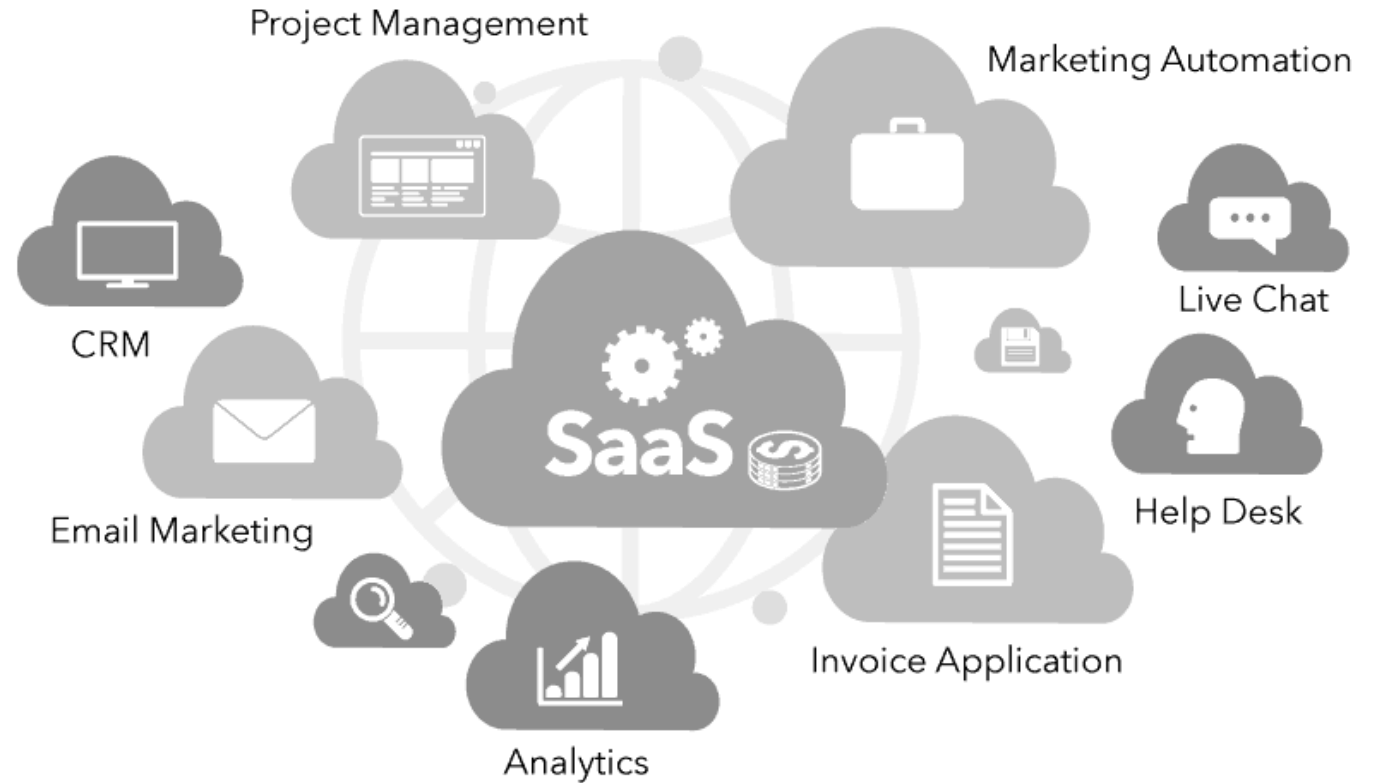 Project Management
Marketing Automation
Live Chat
CRM
SaaS
Help Desk
Email Marketing
Invoice Application
Analytics